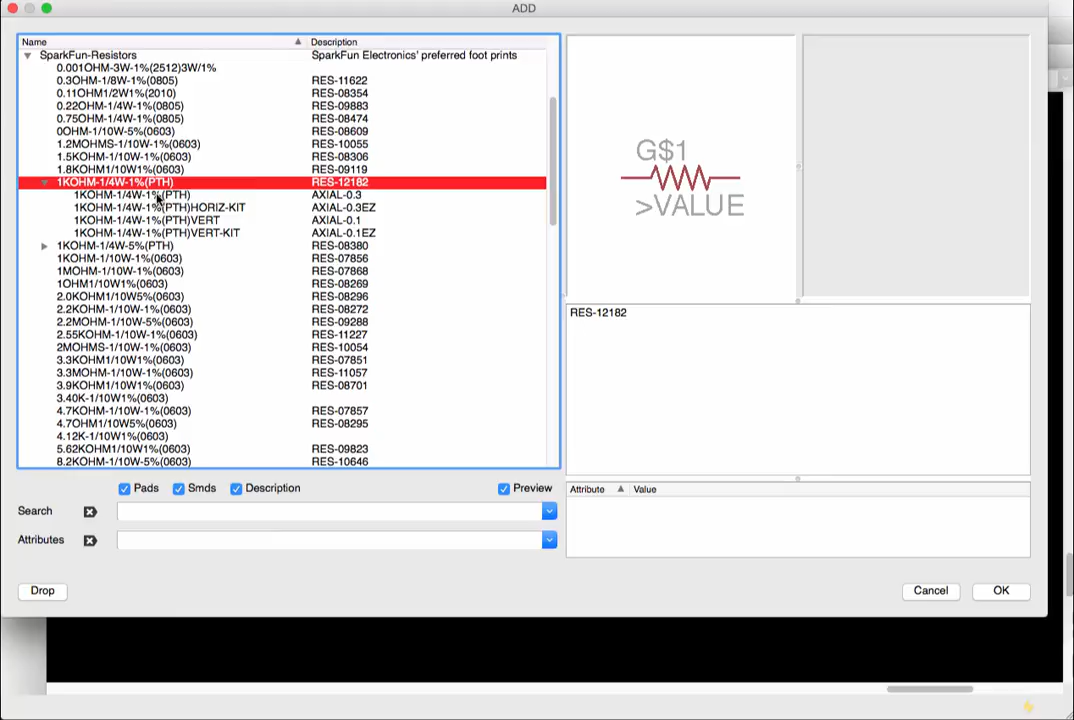 ADD
Name Description
SparkFun-Resistors SparkFun Electronics' preferred foot prints
0.001OHM-3W-1%(2512)3W/1%
0.3OHM-1/8W-1%(0805) RES-11622
0.11OHM1/2W1%(2010) RES-08354
0.22OHM-1/4W-1%(0805) RES-09883
0.75OHM-1/4W-1%(0805) RES-08474
0OHM-1/10W-5%(0603) RES-08609
1.2MOHMS-1/10W-1%(0603) RES-10055
1.5KOHM-1/10W-1%(0603) RES-08306
1.8KOHM1/10W1%(0603) RES-09119
1KOHM-1/4W-1%(PTH) RES-12182
1KOHM-1/4W-1%(PTH) AXIAL-0.3
1KOHM-1/4W-1%(PTH)HORIZ-KIT AXIAL-0.3EZ
1KOHM-1/4W-1%(PTH)VERT AXIAL-0.1
1KOHM-1/4W-1%(PTH)VERT-KIT AXIAL-0.1EZ
1KOHM-1/4W-5%(PTH) RES-08380
1KOHM-1/10W-1%(0603) RES-07856
1MOHM-1/10W-1%(0603) RES-07868
1OHM1/10W1%(0603) RES-08269
2.0KOHM1/10W5%(0603) RES-08296
2.2KOHM-1/10W-1%(0603) RES-08272
2.2MOHM-1/10W-5%(0603) RES-09288
2.55KOHM-1/10W-1%(0603) RES-11227
2MOHMS-1/10W-1%(0603) RES-10054
3.3KOHM1/10W1%(0603) RES-07851
3.3MOHM-1/10W-1%(0603) RES-11057
3.9KOHM1/10W1%(0603) RES-08701
3.40K-1/10W1%(0603)
4.7KOHM-1/10W-1%(0603) RES-07857
4.7OHM1/10W5%(0603) RES-08295
4.12K-1/10W1%(0603)
5.62KOHM1/10W1%(0603) RES-09823
8.2KOHM-1/10W-5%(0603) RES-10646
G$1
>VALUE
RES-12182
Pads Smds Description Preview
Attribute Value
Search
Attributes
Drop Cancel OK